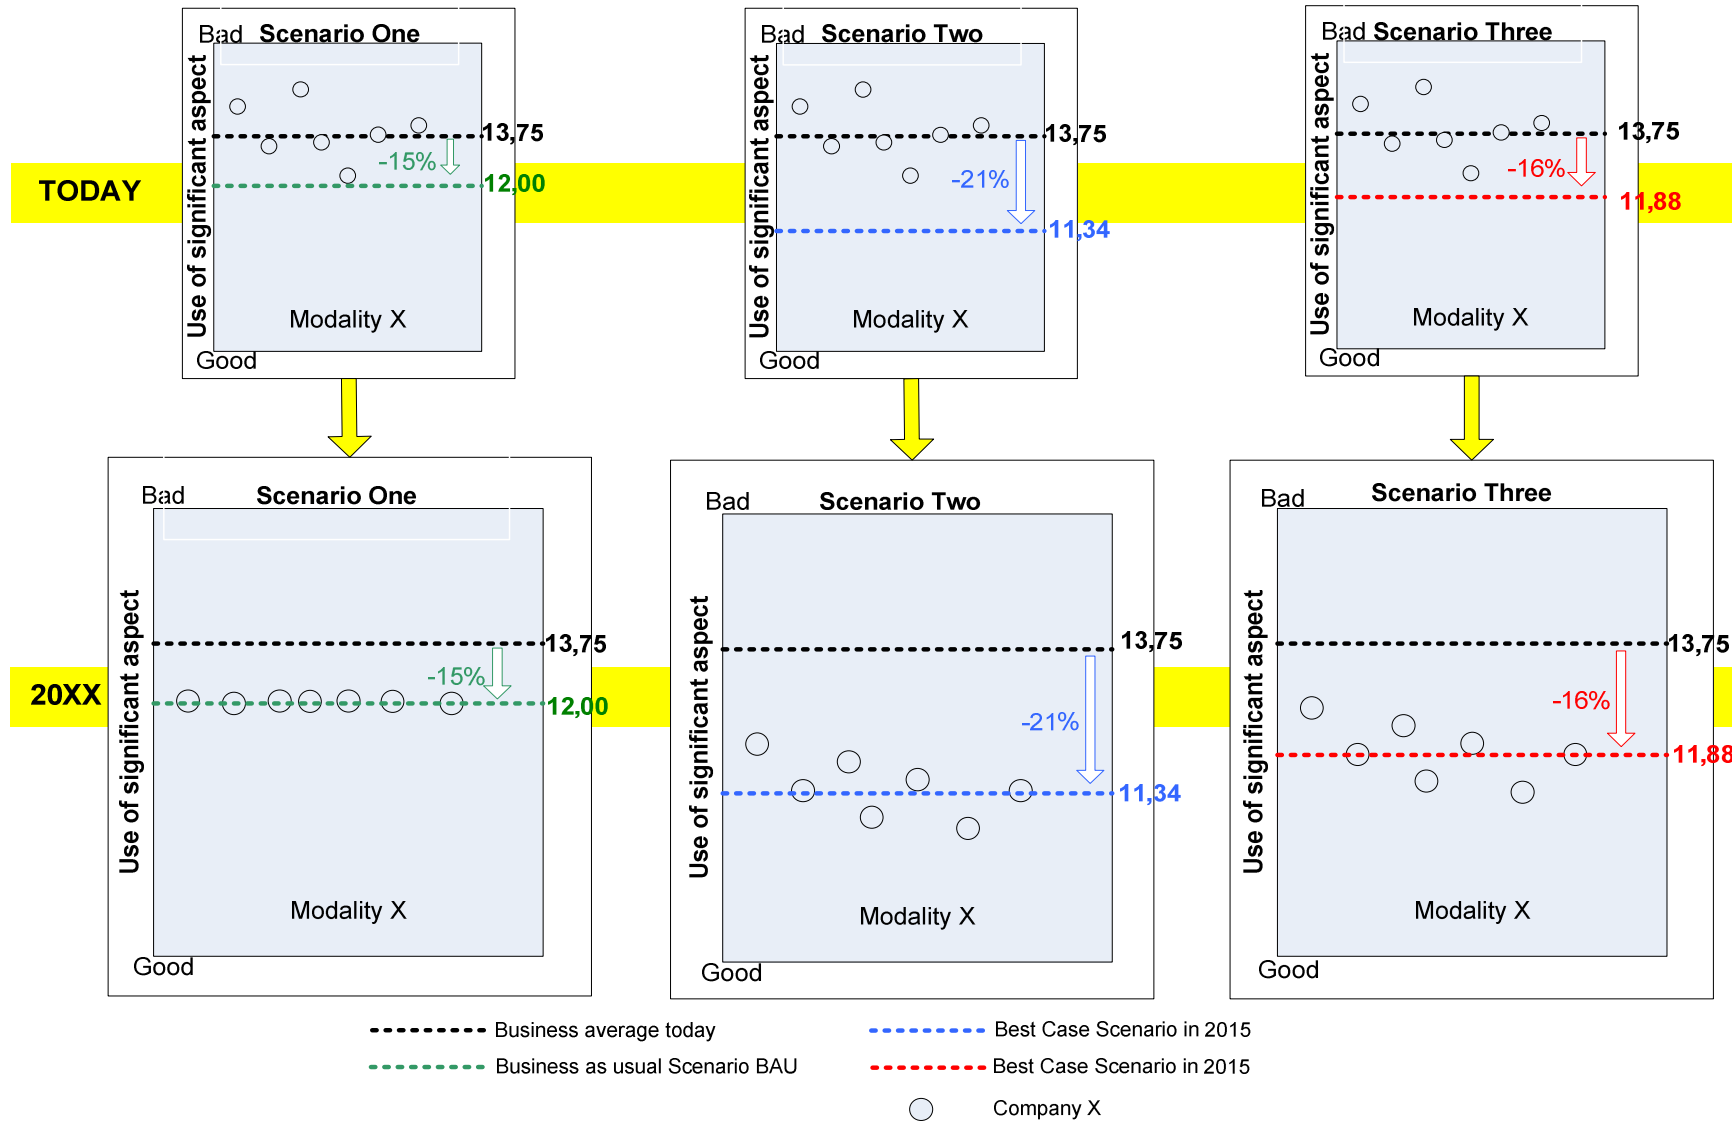 Bad Scenario One
Use of significant aspect
13,75
-15%
12,00
Modality X
Good
Bad Scenario Two
Use of significant aspect
13,75
-21%
11,34
Modality X
Good
Bad Scenario Three
Use of significant aspect
13,75
-16%
11,88
Modality X
Good
TODAY
Bad Scenario One
Use of significant aspect
13,75
-15%
12,00
Modality X
Good
Bad Scenario Two
Use of significant aspect
13,75
-21%
11,34
Modality X
Good
Bad Scenario Three
Use of significant aspect
13,75
-16%
11,88
Modality X
Good
20XX
Business average today
Business as usual Scenario BAU
Best Case Scenario in 2015
Best Case Scenario in 2015
Company X